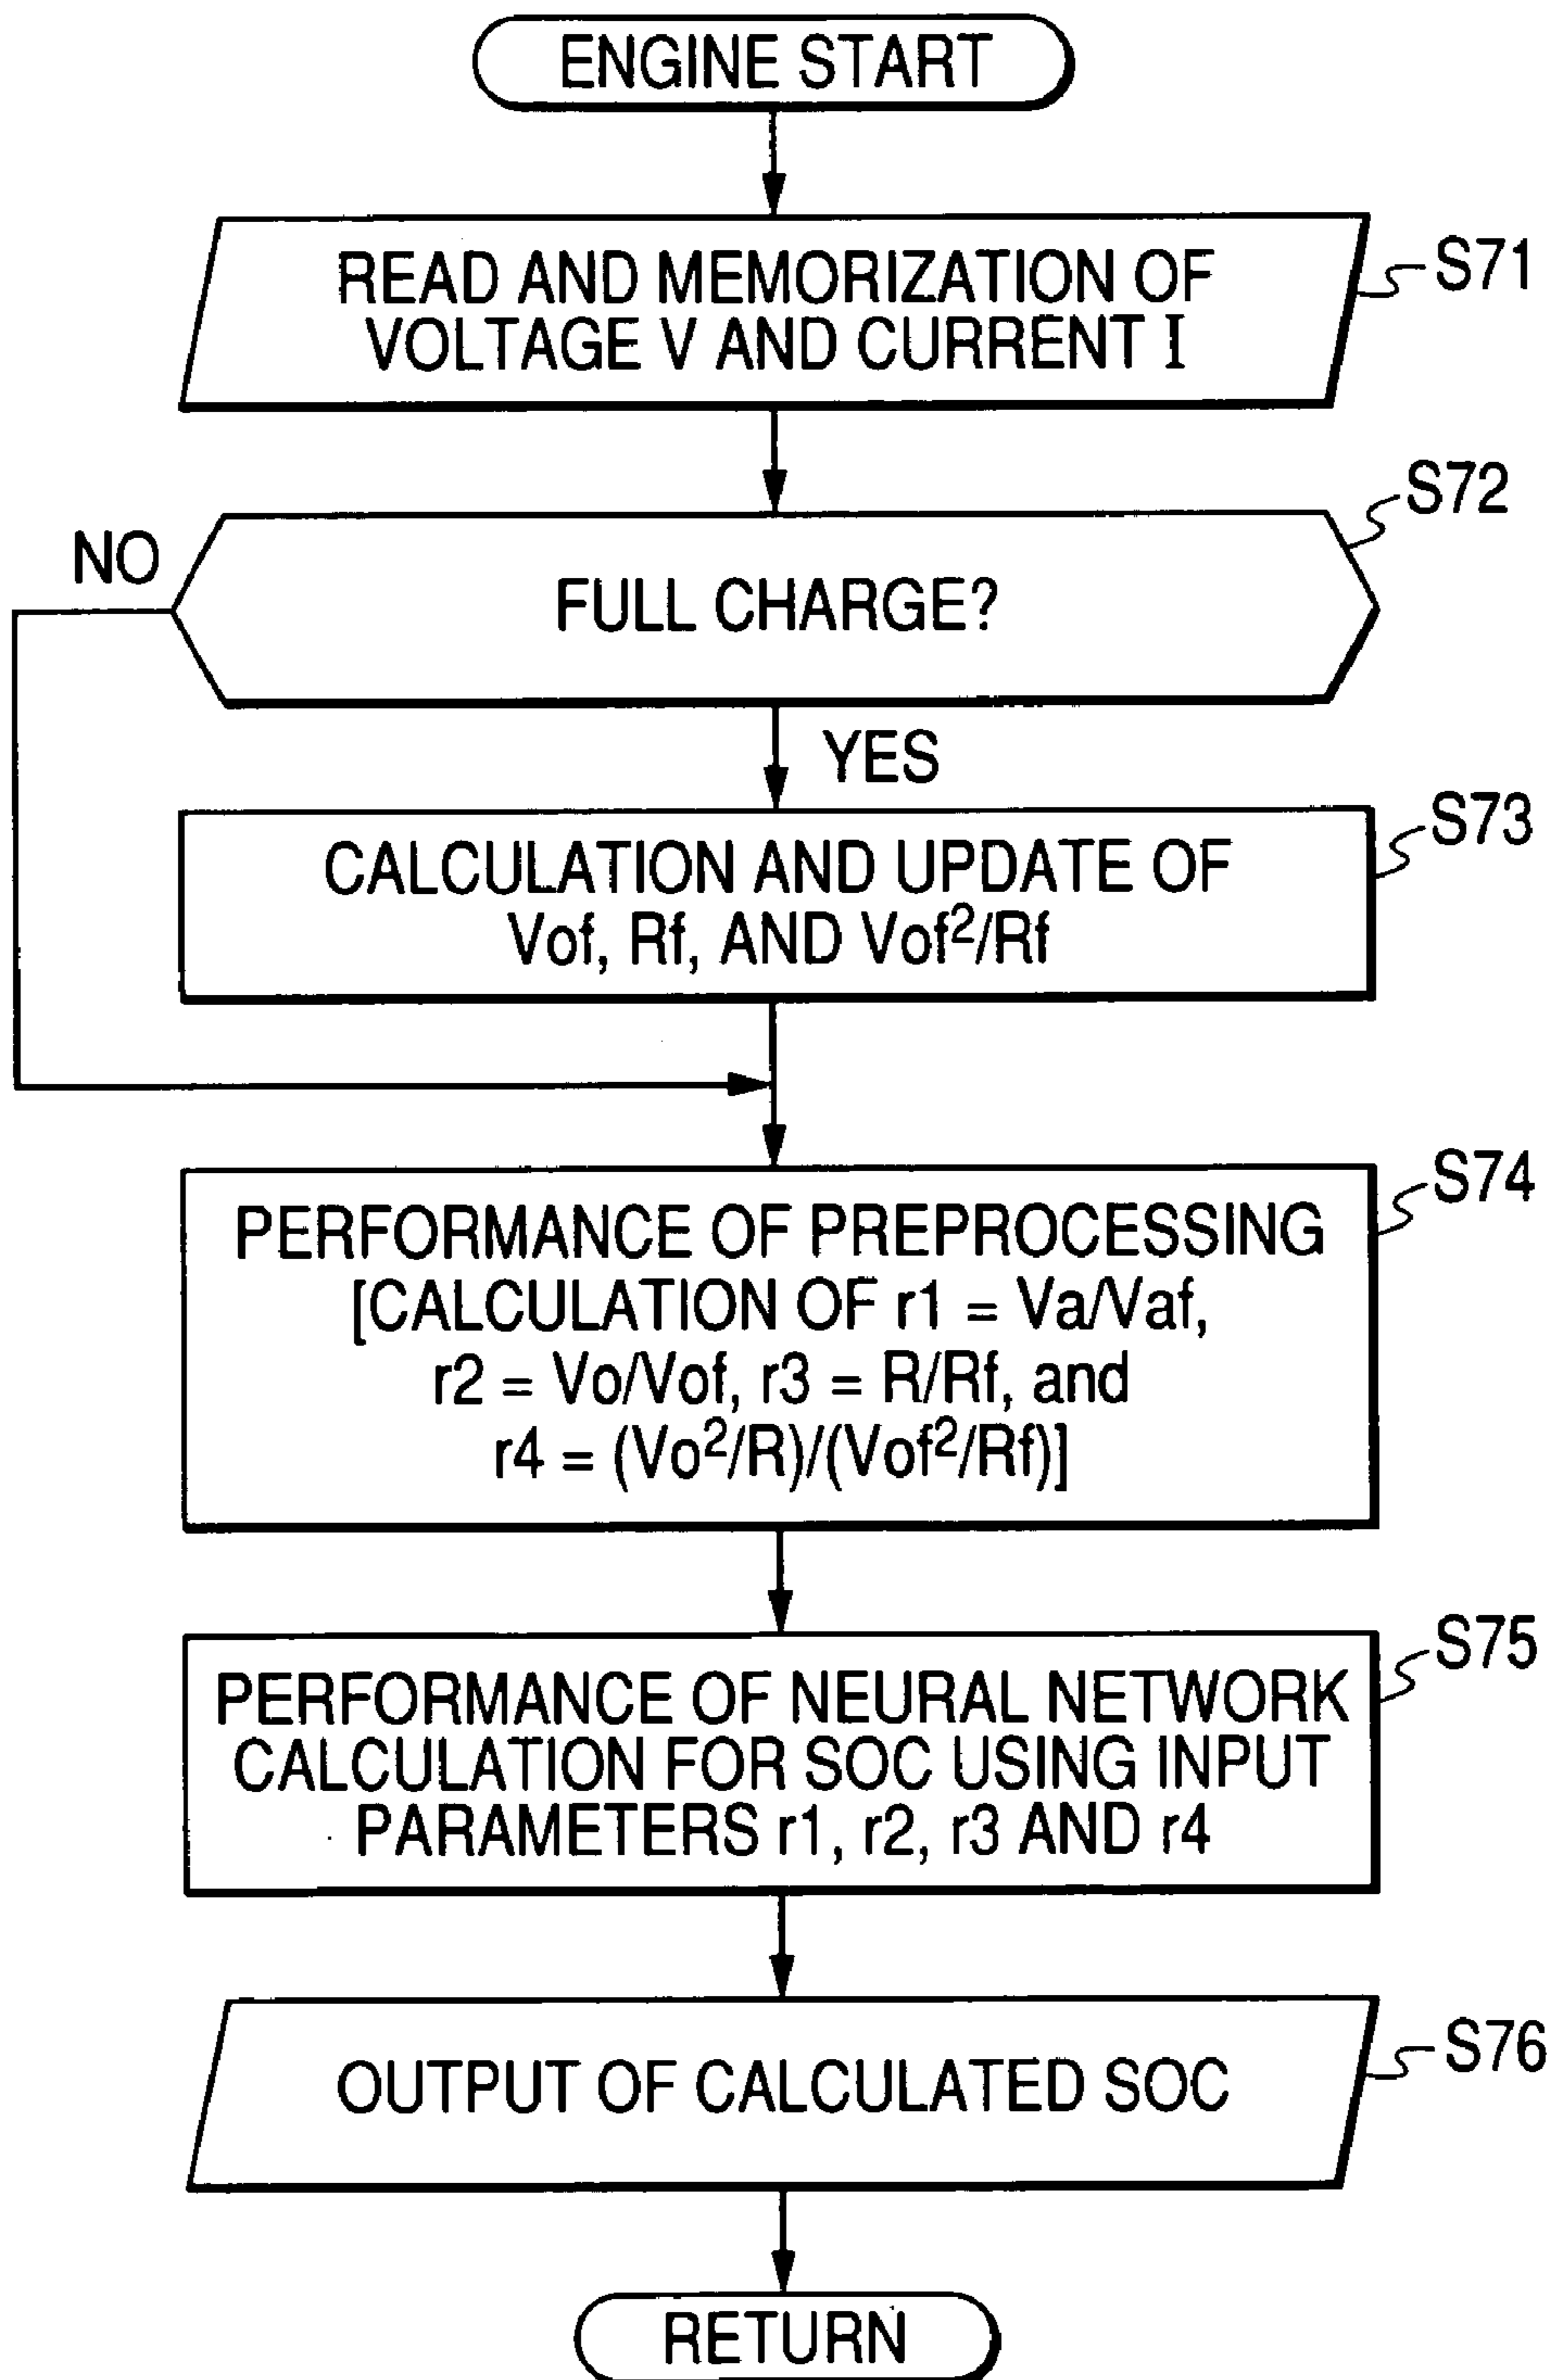 ENGINE START
READ AND MEMORIZATION OF
VOLTAGE V AND CURRENT I
S71
S72
NO
FULL CHARGE?
YES
S73
CALCULATION AND UPDATE OF
Vof, Rf, AND Vof²/Rf
S74
PERFORMANCE OF PREPROCESSING
[CALCULATION OF r1 = Va/Vaf,
r2 = Vo/Vof, r3 = R/Rf, and
r4 = (Vo²/R)/(Vof²/Rf)]
S75
PERFORMANCE OF NEURAL NETWORK
CALCULATION FOR SOC USING INPUT
PARAMETERS r1, r2, r3 AND r4
S76
OUTPUT OF CALCULATED SOC
RETURN